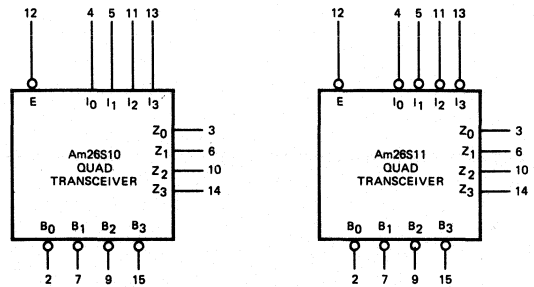 12 4 5 11 13
E I0 I1 I2 I3
Z0 3
Z1 6
Z2 10
Z3 14
Am26S10
QUAD
TRANSCEIVER
B0 B1 B2 B3
2 7 9 15
12 4 5 11 13
E I0 I1 I2 I3
Z0 3
Z1 6
Z2 10
Z3 14
Am26S11
QUAD
TRANSCEIVER
B0 B1 B2 B3
2 7 9 15